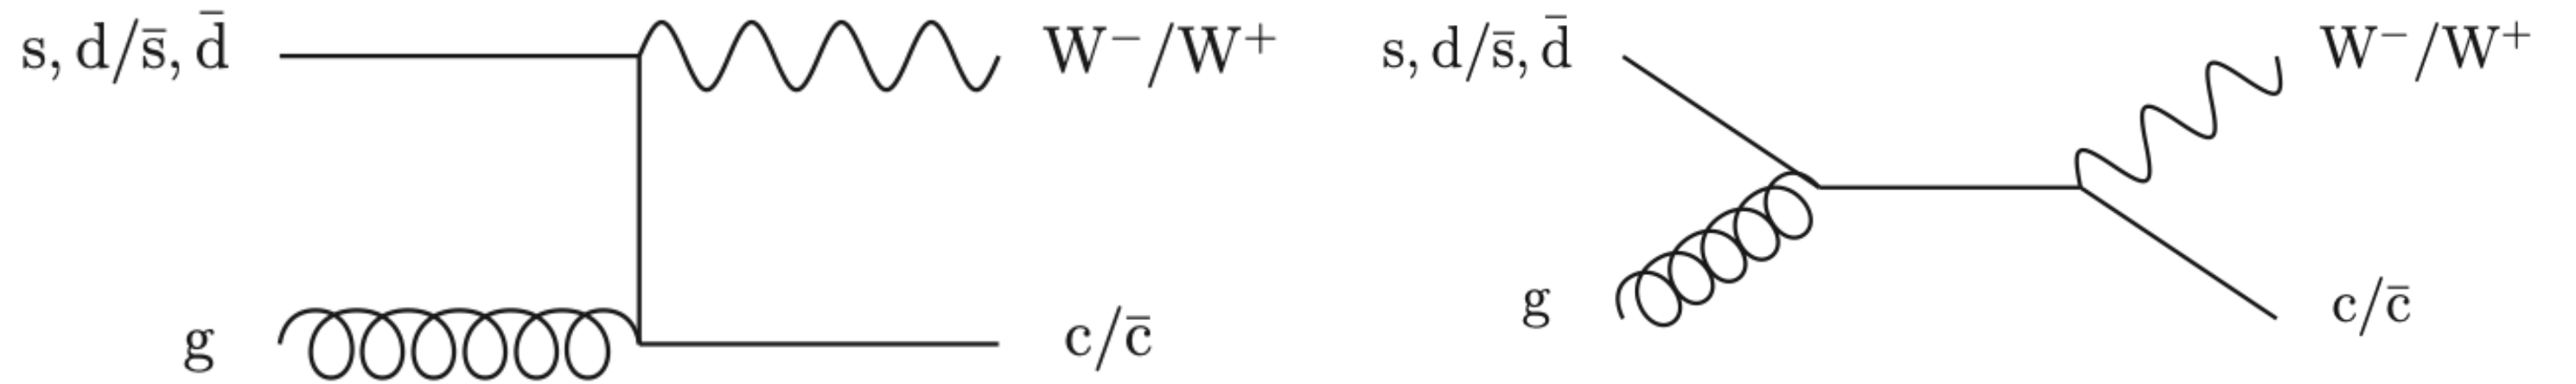 s, d/s̄, d̄
W⁻/W⁺
g
c/c̄
s, d/s̄, d̄
W⁻/W⁺
g
c/c̄